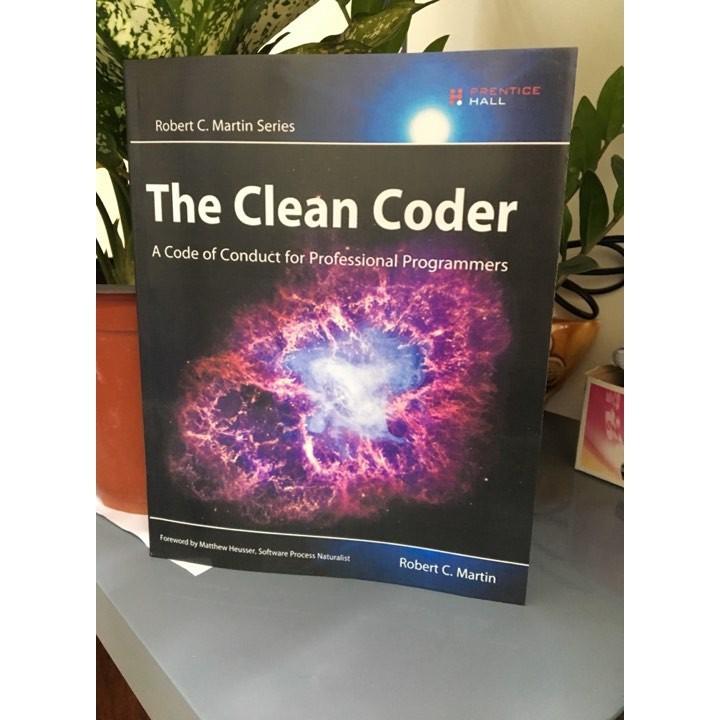 PRENTICE
HALL
Robert C. Martin Series
The Clean Coder
A Code of Conduct for Professional Programmers
Foreword by Matthew Heusser, Software Process Naturalist
Robert C. Martin